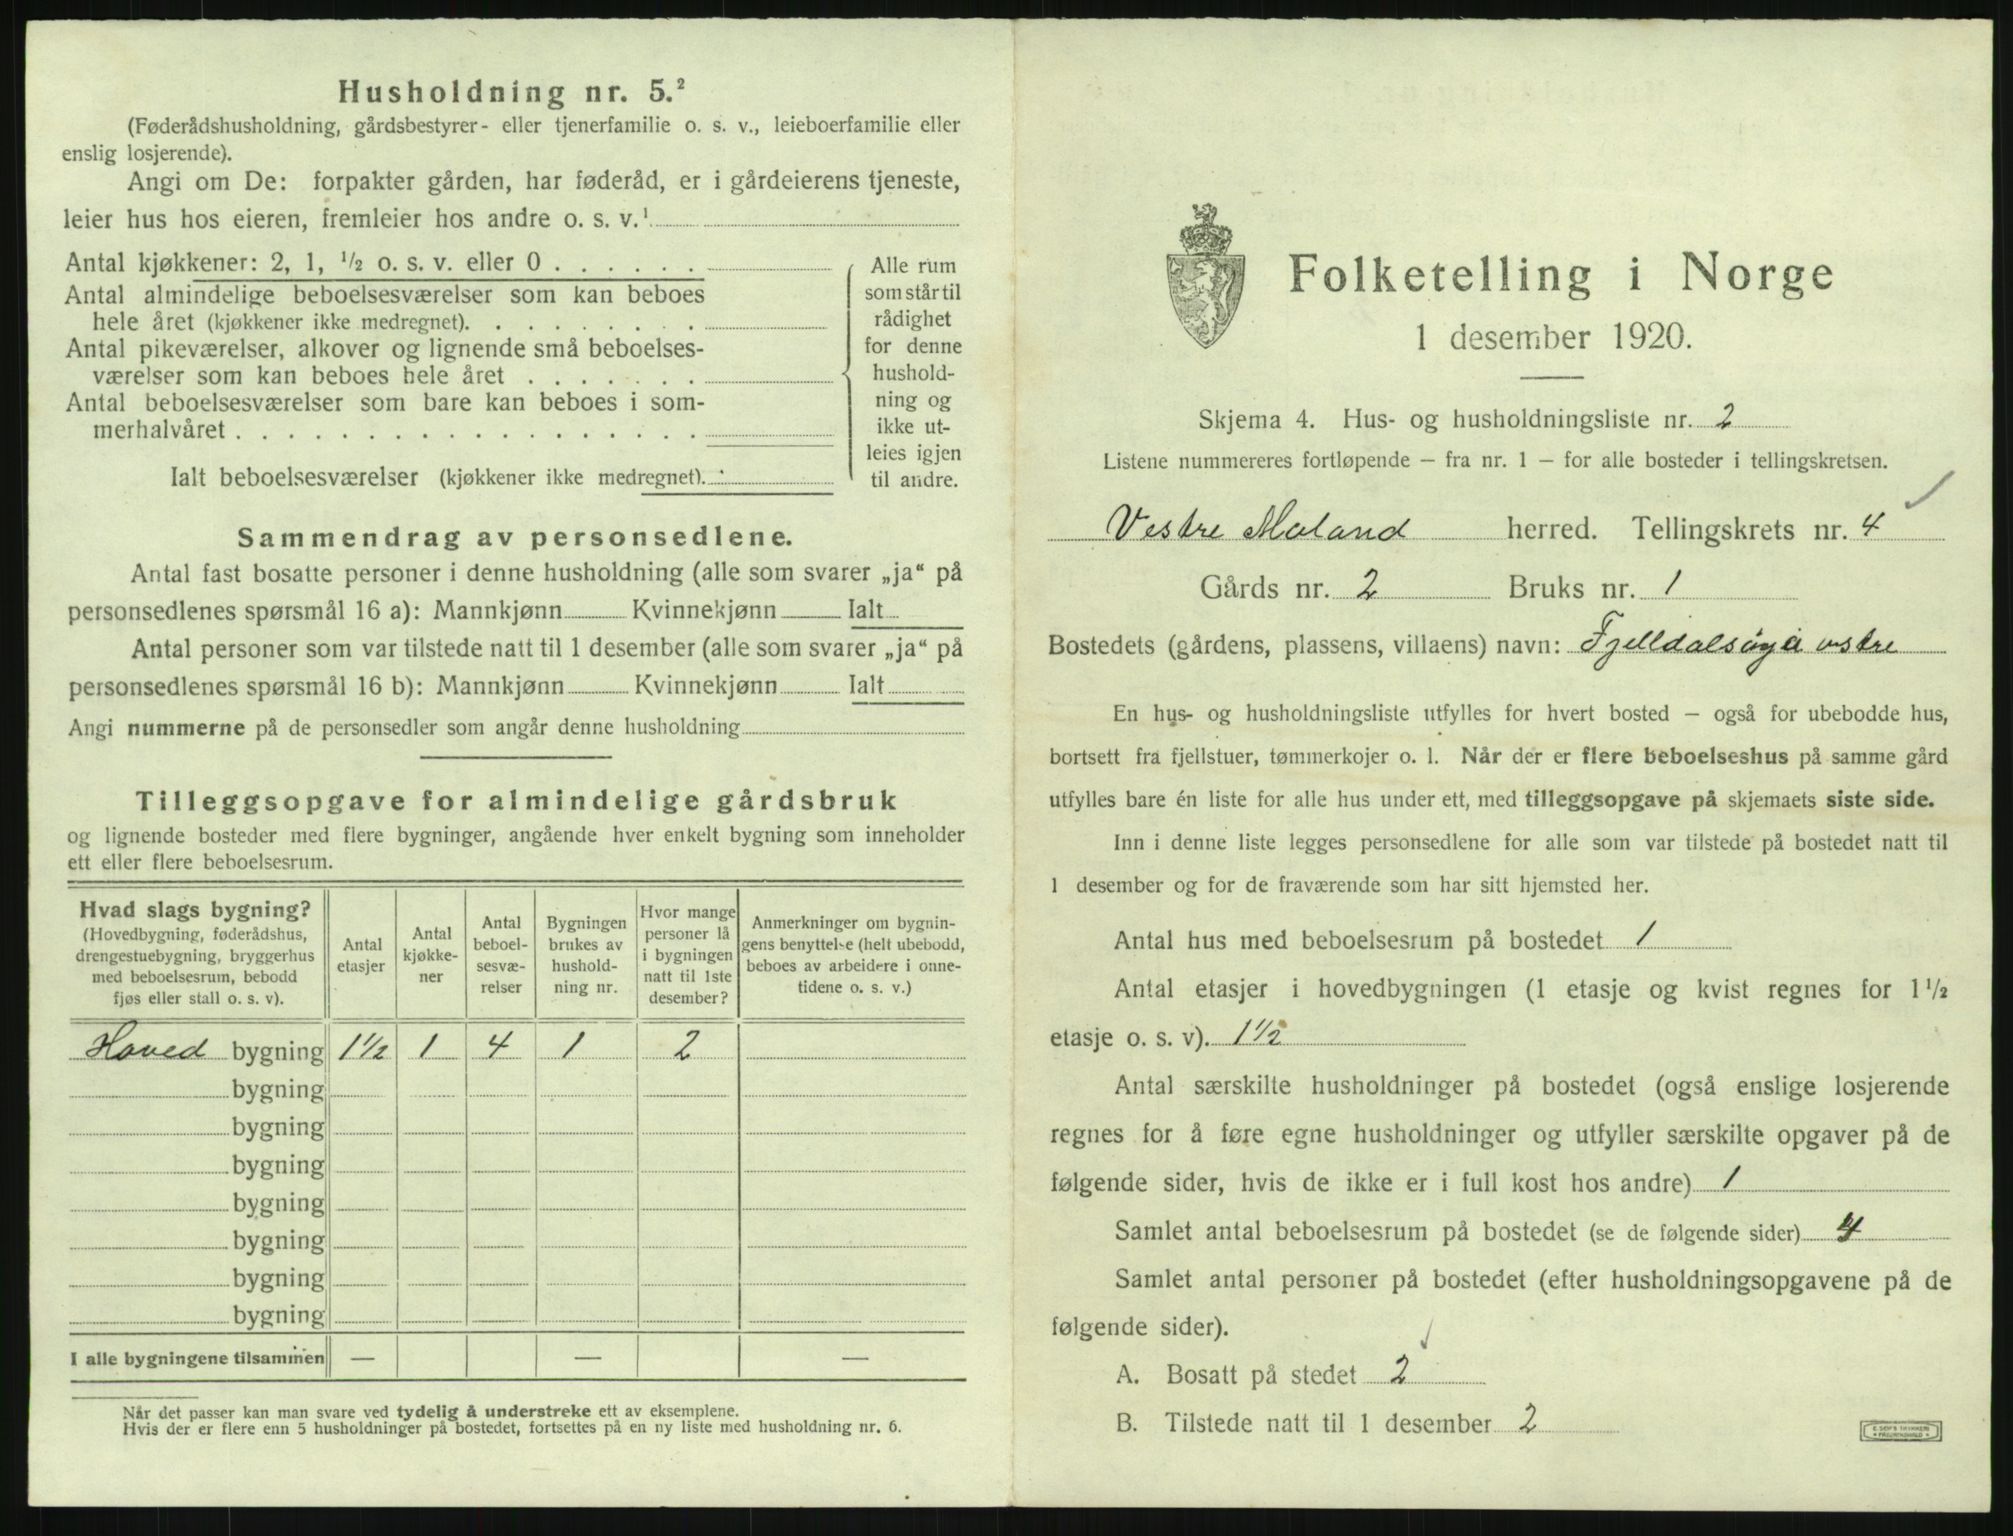 Husholdning nr. 5.²
(Føderådshusholdning, gårdsbestyrer- eller tjenerfamilie o. s. v., leieboerfamilie eller
enslig losjerende).
Angi om De: forpakter gården, har føderåd, er i gårdeierens tjeneste,
leier hus hos eieren, fremleier hos andre o. s. v.¹
Antal kjøkkener: 2, 1, ½ o. s. v. eller 0 . . . . . .
Antal almindelige beboelsesværelser som kan beboes
hele året (kjøkkener ikke medregnet). . . . . . . . .
Antal pikeværelser, alkover og lignende små beboelses-
værelser som kan beboes hele året . . . . . . .
Antal beboelsesværelser som bare kan beboes i som-
merhalvåret . . . . . . . . . . . . . . . . . .
Ialt beboelsesværelser (kjøkkener ikke medregnet). .
Alle rum
som står til
rådighet
for denne
hushold-
ning og
ikke ut-
leies igjen
til andre.
Sammendrag av personsedlene.
Antal fast bosatte personer i denne husholdning (alle som svarer „ja“ på
personsedlenes spørsmål 16 a): Mannkjønn Kvinnekjønn Ialt
Antal personer som var tilstede natt til 1 desember (alle som svarer „ja“ på
personsedlenes spørsmål 16 b): Mannkjønn Kvinnekjønn Ialt
Angi nummerne på de personsedler som angår denne husholdning
Tilleggsopgave for almindelige gårdsbruk
og lignende bosteder med flere bygninger, angående hver enkelt bygning som inneholder
ett eller flere beboelsesrum.
Hvad slags bygning?
(Hovedbygning, føderådshus,
drengestuebygning, bryggerhus
med beboelsesrum, bebodd
fjøs eller stall o. s. v).
Antal
etasjer
Antal
kjøkke-
ner
Antal
beboel-
sesvæ-
relser
Bygningen
brukes av
hushold-
ning nr.
Hvor mange
personer lå
i bygningen
natt til 1ste
desember?
Anmerkninger om bygnin-
gens benyttelse (helt ubebodd,
beboes av arbeidere i onne-
tidene o. s. v.)
Hoved bygning 1½ 1 4 1 2
bygning
bygning
bygning
bygning
bygning
bygning
bygning
I alle bygningene tilsammen — — —
Når det passer kan man svare ved tydelig å understreke ett av eksemplene.
Hvis der er flere enn 5 husholdninger på bostedet, fortsettes på en ny liste med husholdning nr. 6.
Folketelling i Norge
1 desember 1920.
Skjema 4. Hus- og husholdningsliste nr. 2
Listene nummereres fortløpende – fra nr. 1 – for alle bosteder i tellingskretsen.
Vestre Moland herred. Tellingskrets nr. 4
Gårds nr. 2 Bruks nr. 1
Bostedets (gårdens, plassens, villaens) navn: Fjelldalsøya østre
En hus- og husholdningsliste utfylles for hvert bosted – også for ubebodde hus,
bortsett fra fjellstuer, tømmerkojer o. l. Når der er flere beboelseshus på samme gård
utfylles bare én liste for alle hus under ett, med tilleggsopgave på skjemaets siste side.
Inn i denne liste legges personsedlene for alle som var tilstede på bostedet natt til
1 desember og for de fraværende som har sitt hjemsted her.
Antal hus med beboelsesrum på bostedet 1
Antal etasjer i hovedbygningen (1 etasje og kvist regnes for 1½
etasje o. s. v). 1½
Antal særskilte husholdninger på bostedet (også enslige losjerende
regnes for å føre egne husholdninger og utfyller særskilte opgaver på de
følgende sider, hvis de ikke er i full kost hos andre) 1
Samlet antal beboelsesrum på bostedet (se de følgende sider) 4
Samlet antal personer på bostedet (efter husholdningsopgavene på de
følgende sider).
A. Bosatt på stedet 2
B. Tilstede natt til 1 desember 2